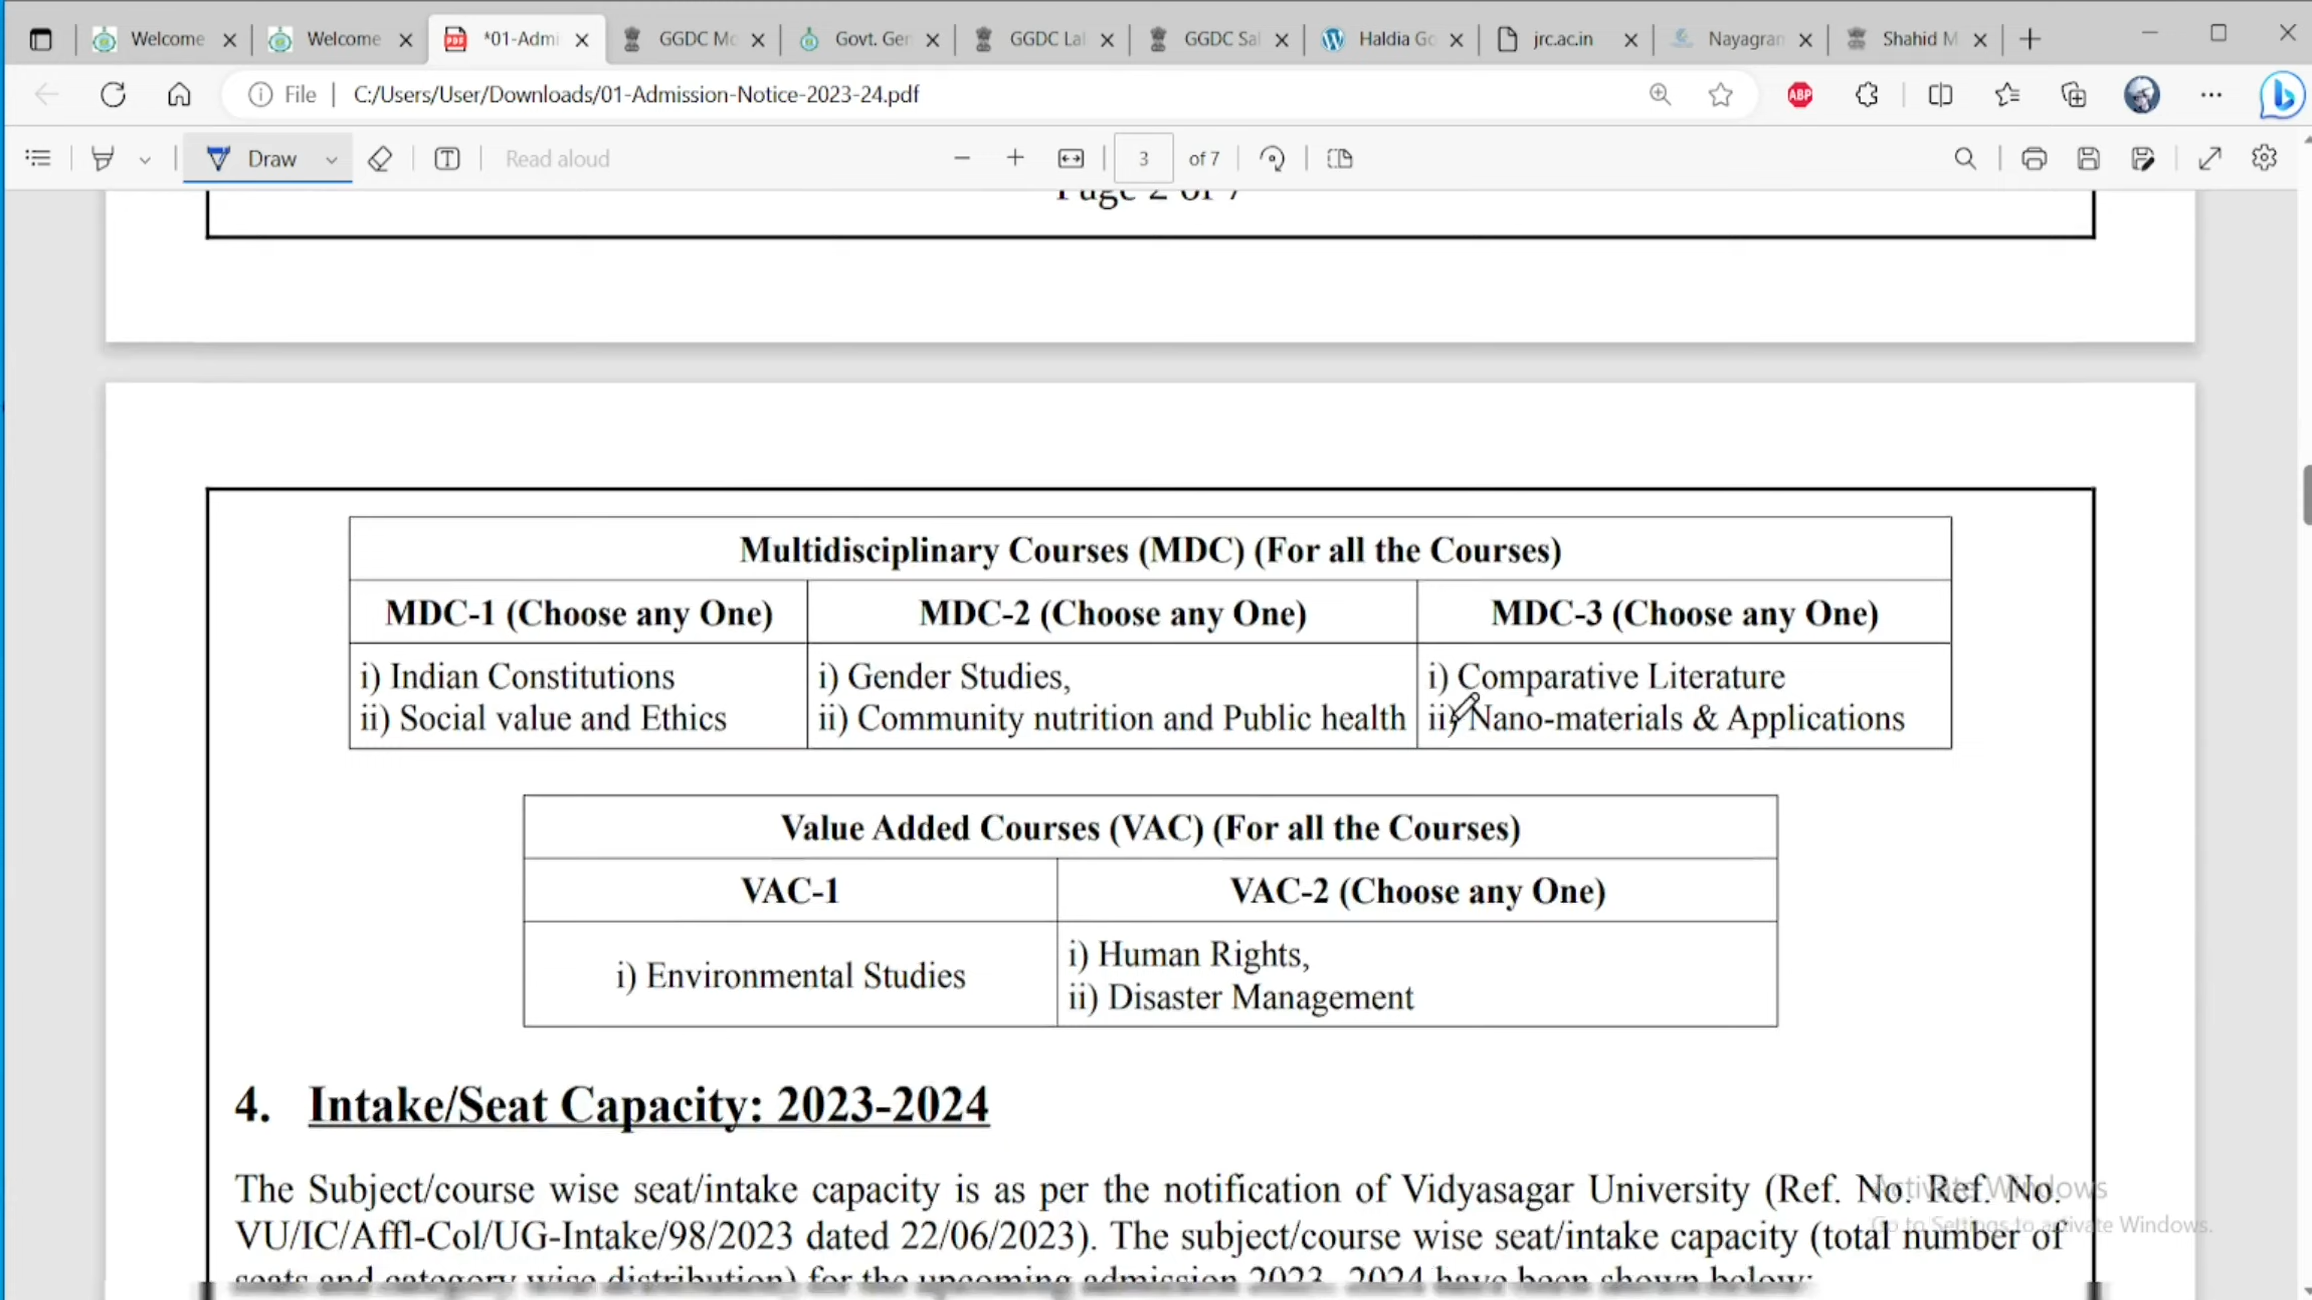 Welcome
Welcome
*01-Admi
GGDC Mo
Govt. Gen
GGDC Lal
GGDC Sal
Haldia Go
jrc.ac.in
Nayagran
Shahid M
File
C:/Users/User/Downloads/01-Admission-Notice-2023-24.pdf
ABP
Draw
Read aloud
3
of 7
Page 2 of 7
Multidisciplinary Courses (MDC) (For all the Courses)
MDC-1 (Choose any One)
MDC-2 (Choose any One)
MDC-3 (Choose any One)
i) Indian Constitutions
ii) Social value and Ethics
i) Gender Studies,
ii) Community nutrition and Public health
i) Comparative Literature
ii) Nano-materials & Applications
Value Added Courses (VAC) (For all the Courses)
VAC-1
VAC-2 (Choose any One)
i) Environmental Studies
i) Human Rights,
ii) Disaster Management
4. Intake/Seat Capacity: 2023-2024
The Subject/course wise seat/intake capacity is as per the notification of Vidyasagar University (Ref. No. Ref. No.
VU/IC/Affl-Col/UG-Intake/98/2023 dated 22/06/2023). The subject/course wise seat/intake capacity (total number of
seats and category wise distribution) for the upcoming admission 2023- 2024 have been shown below:
Activate Windows
Go to Settings to activate Windows.